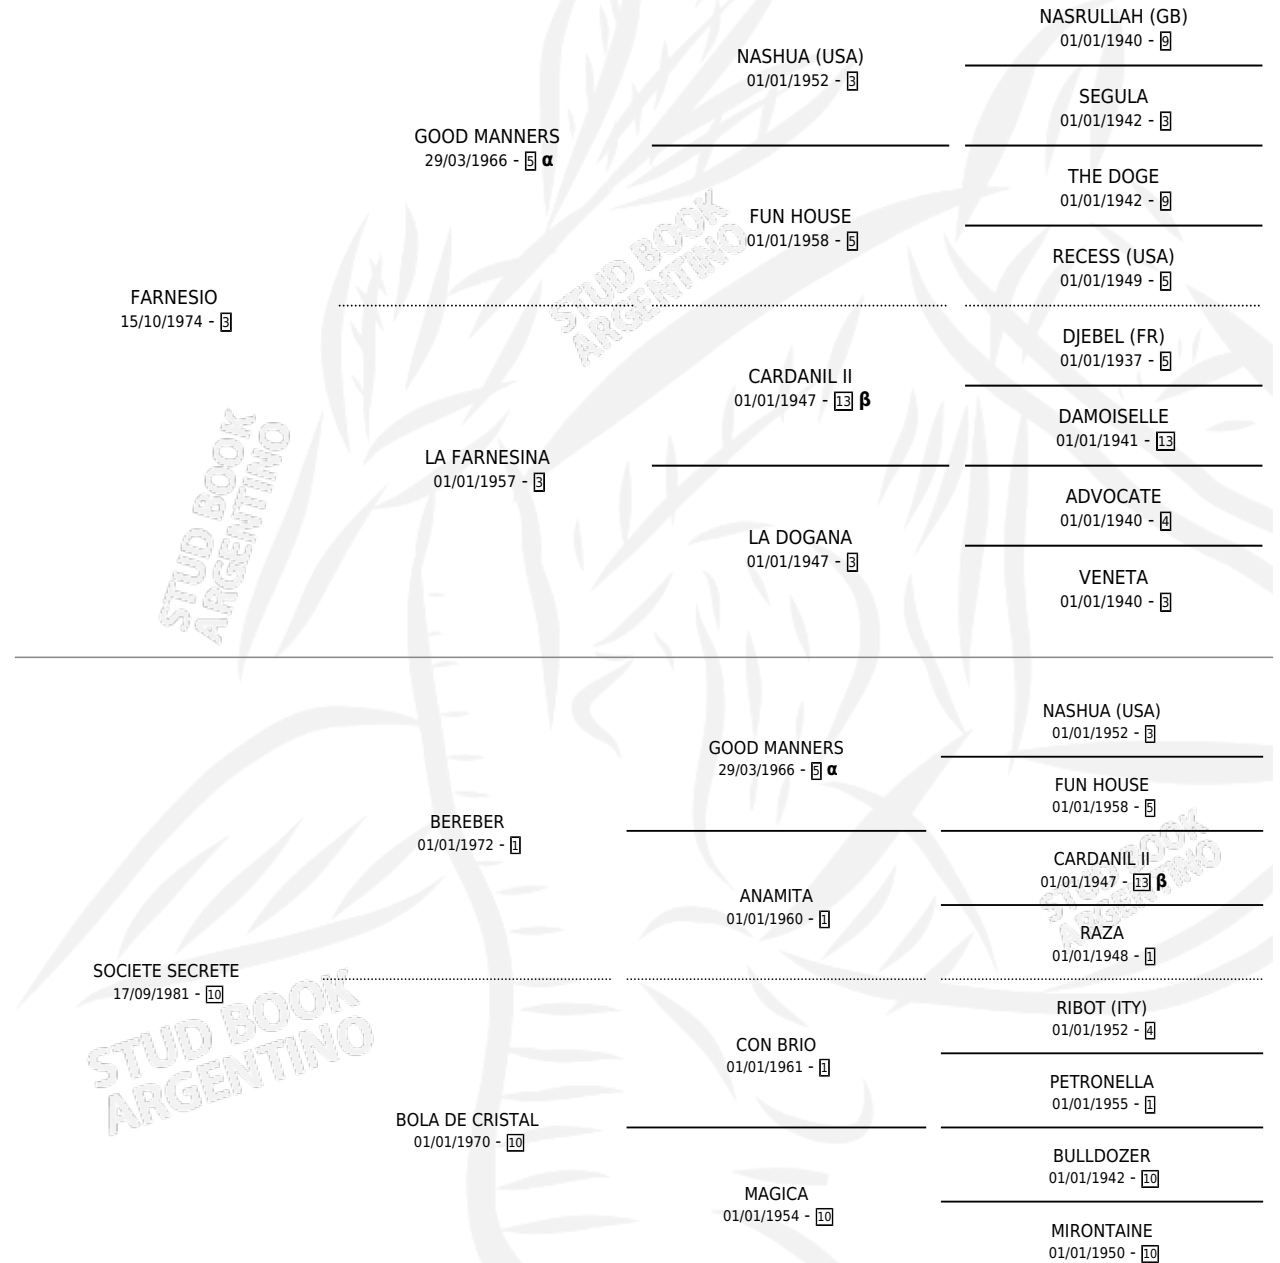 NASRULLAH (GB)
01/01/1940 - 9
NASHUA (USA)
01/01/1952 - 3
SEGULA
01/01/1942 - 3
GOOD MANNERS
29/03/1966 - 5 α
THE DOGE
01/01/1942 - 9
FUN HOUSE
01/01/1958 - 5
RECESS (USA)
01/01/1949 - 5
FARNESIO
15/10/1974 - 3
DJEBEL (FR)
01/01/1937 - 5
CARDANIL II
01/01/1947 - 13 β
DAMOISELLE
01/01/1941 - 13
LA FARNESINA
01/01/1957 - 3
ADVOCATE
01/01/1940 - 4
LA DOGANA
01/01/1947 - 3
VENETA
01/01/1940 - 3
STUD BOOK
ARGENTINO
STUD BOOK
ARGENTINO
NASHUA (USA)
01/01/1952 - 3
GOOD MANNERS
29/03/1966 - 5 α
FUN HOUSE
01/01/1958 - 5
BEREBER
01/01/1972 - 1
CARDANIL II
01/01/1947 - 13 β
ANAMITA
01/01/1960 - 1
RAZA
01/01/1948 - 1
SOCIETE SECRETE
17/09/1981 - 10
RIBOT (ITY)
01/01/1952 - 4
CON BRIO
01/01/1961 - 1
PETRONELLA
01/01/1955 - 1
BOLA DE CRISTAL
01/01/1970 - 10
BULLDOZER
01/01/1942 - 10
MAGICA
01/01/1954 - 10
MIRONTAINE
01/01/1950 - 10
STUD BOOK
ARGENTINO
STUD BOOK
ARGENTINO